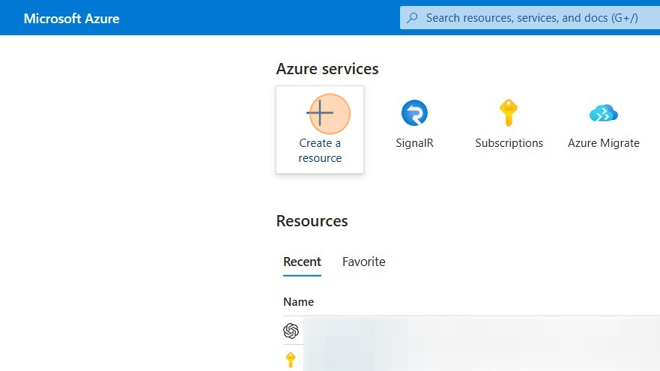 Microsoft Azure
Search resources, services, and docs (G+/)
Azure services
Create a
resource
SignalR
Subscriptions
Azure Migrate
Resources
Recent
Favorite
Name